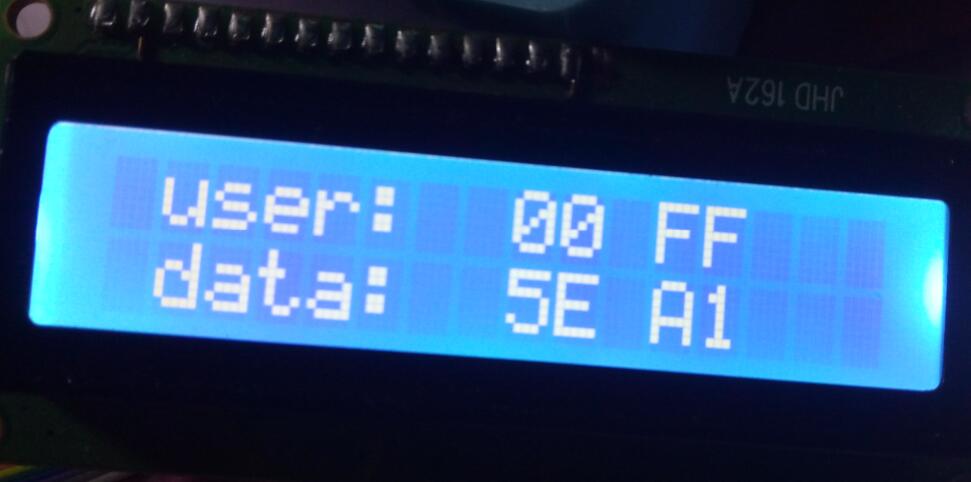 JHD 162A
user: 00 FF
data: 5E A1